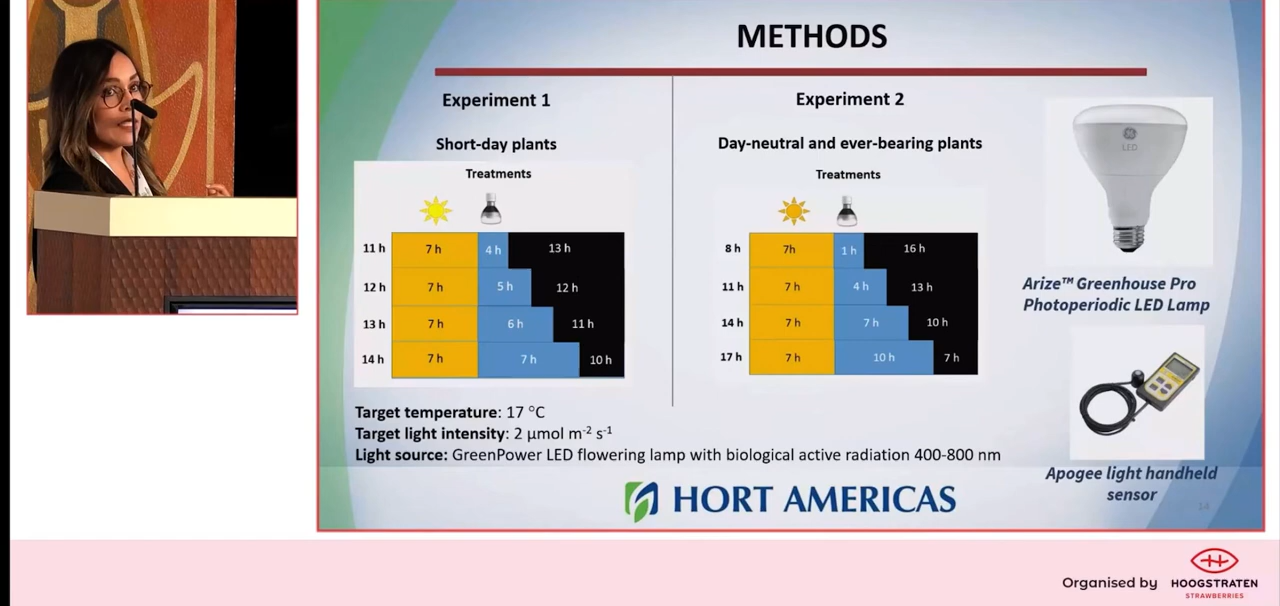 METHODS
Experiment 1
Short-day plants
Treatments
11 h 7 h 4 h 13 h
12 h 7 h 5 h 12 h
13 h 7 h 6 h 11 h
14 h 7 h 7 h 10 h
Experiment 2
Day-neutral and ever-bearing plants
Treatments
8 h 7h 1 h 16 h
11 h 7 h 4 h 13 h
14 h 7 h 7 h 10 h
17 h 7 h 10 h 7 h
GE
LED
Arize™ Greenhouse Pro
Photoperiodic LED Lamp
Target temperature: 17 °C
Target light intensity: 2 µmol m⁻² s⁻¹
Light source: GreenPower LED flowering lamp with biological active radiation 400-800 nm
Apogee light handheld
sensor
HORT AMERICAS
14
Organised by
HOOGSTRATEN
STRAWBERRIES